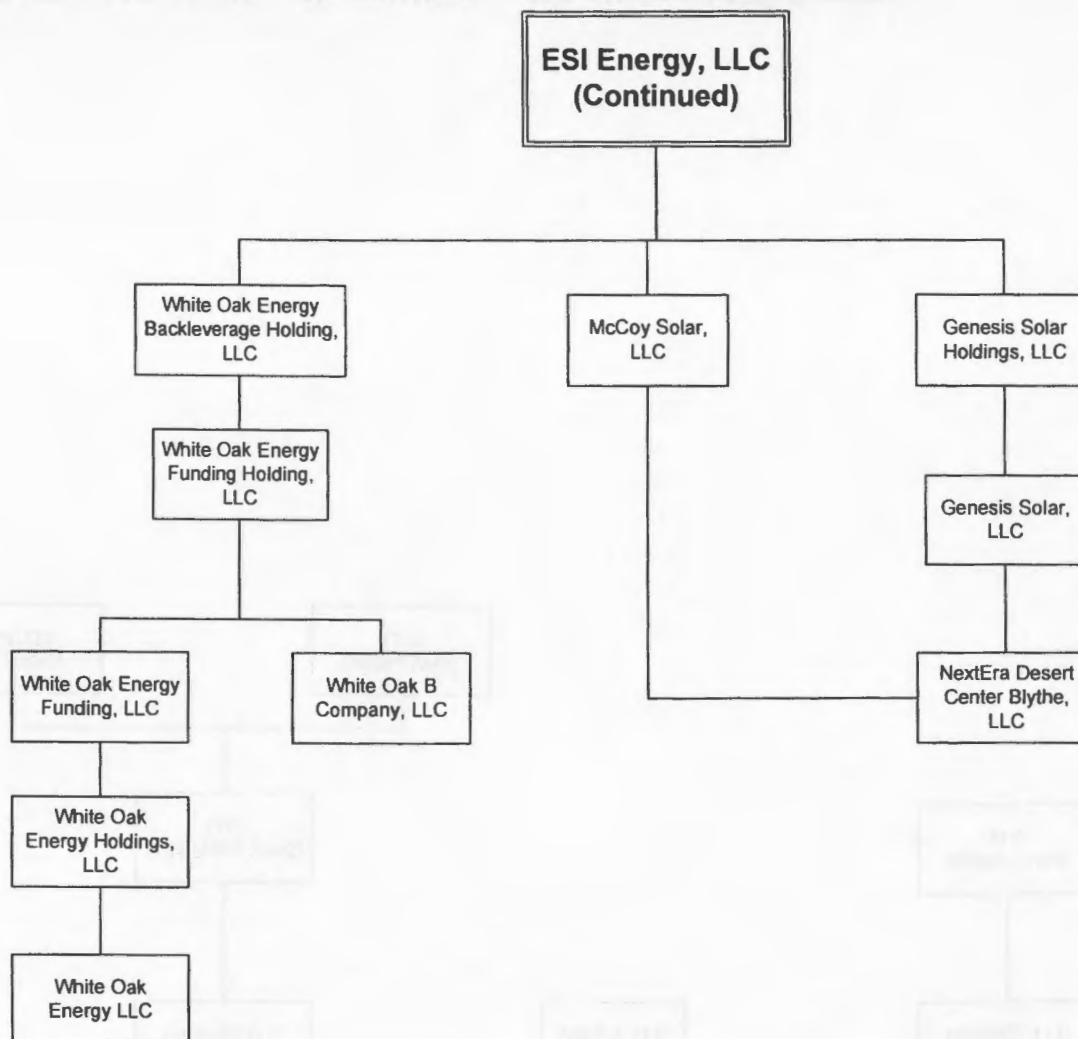 ESI Energy, LLC
(Continued)
White Oak Energy
Backleverage Holding,
LLC
McCoy Solar,
LLC
Genesis Solar
Holdings, LLC
White Oak Energy
Funding Holding,
LLC
Genesis Solar,
LLC
White Oak Energy
Funding, LLC
White Oak B
Company, LLC
NextEra Desert
Center Blythe,
LLC
White Oak
Energy Holdings,
LLC
White Oak
Energy LLC